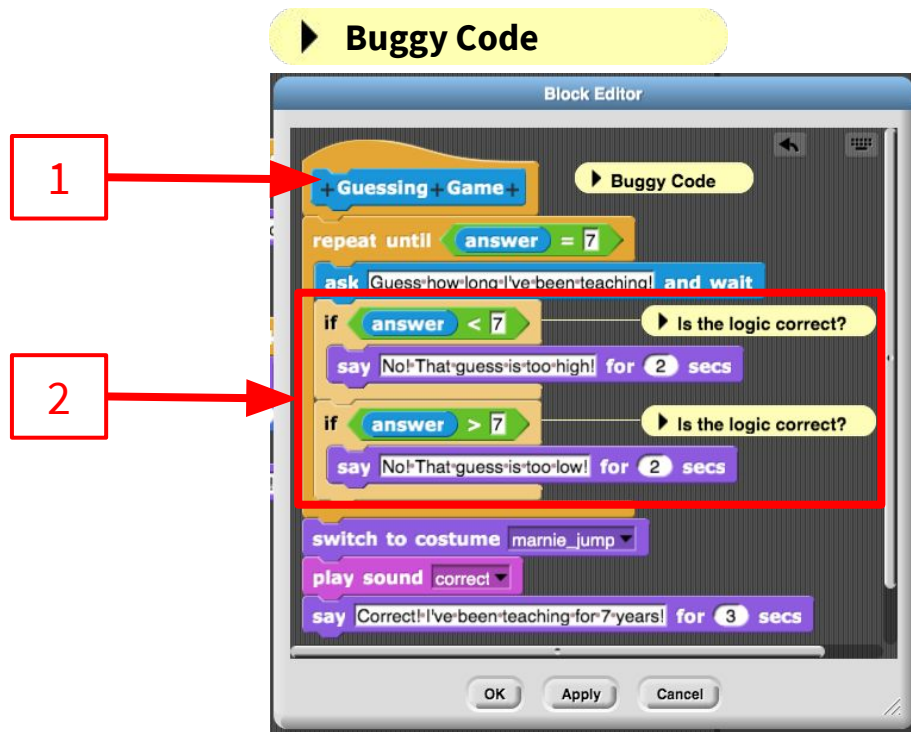 Buggy Code
Block Editor
1
+Guessing+Game+
Buggy Code
repeat until answer = 7
ask Guess how long I've been teaching! and wait
2
if answer < 7
Is the logic correct?
say No! That guess is too high! for 2 secs
if answer > 7
Is the logic correct?
say No! That guess is too low! for 2 secs
switch to costume marnie_jump
play sound correct
say Correct! I've been teaching for 7 years! for 3 secs
OK Apply Cancel